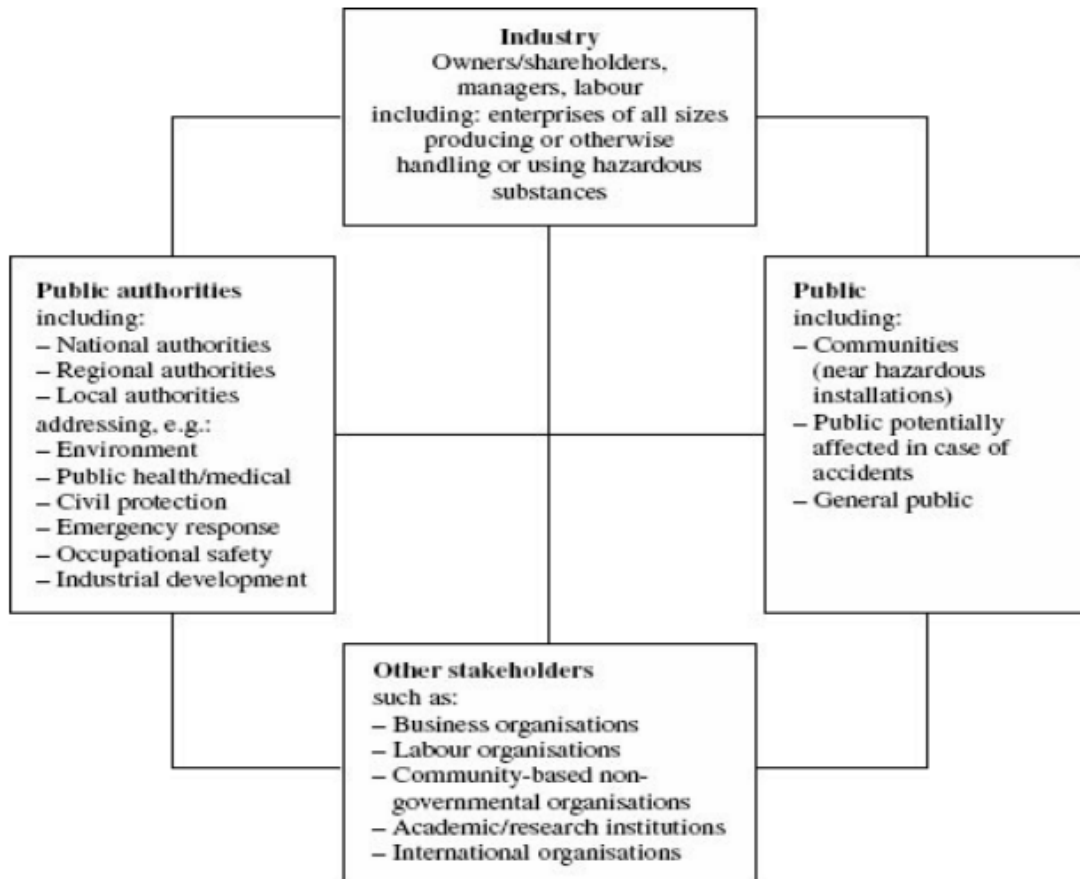 Industry
Owners/shareholders,
managers, labour
including: enterprises of all sizes
producing or otherwise
handling or using hazardous
substances
Public authorities
including:
– National authorities
– Regional authorities
– Local authorities
addressing, e.g.:
– Environment
– Public health/medical
– Civil protection
– Emergency response
– Occupational safety
– Industrial development
Public
including:
– Communities
(near hazardous
installations)
– Public potentially
affected in case of
accidents
– General public
Other stakeholders
such as:
– Business organisations
– Labour organisations
– Community-based non-
governmental organisations
– Academic/research institutions
– International organisations